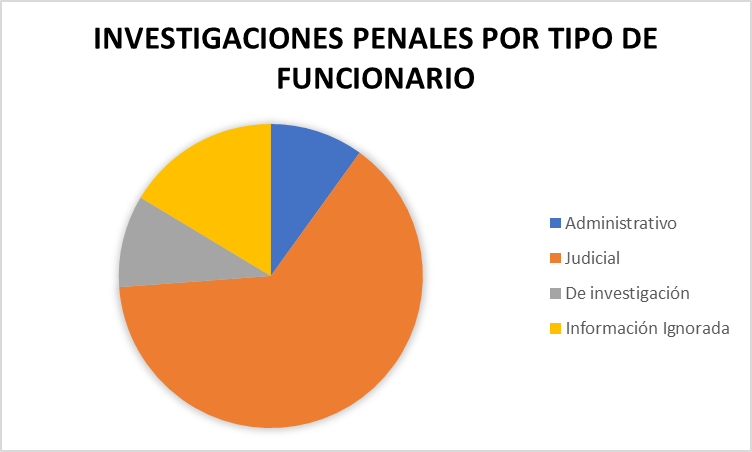 INVESTIGACIONES PENALES POR TIPO DE
FUNCIONARIO
Administrativo
Judicial
De investigación
Información Ignorada